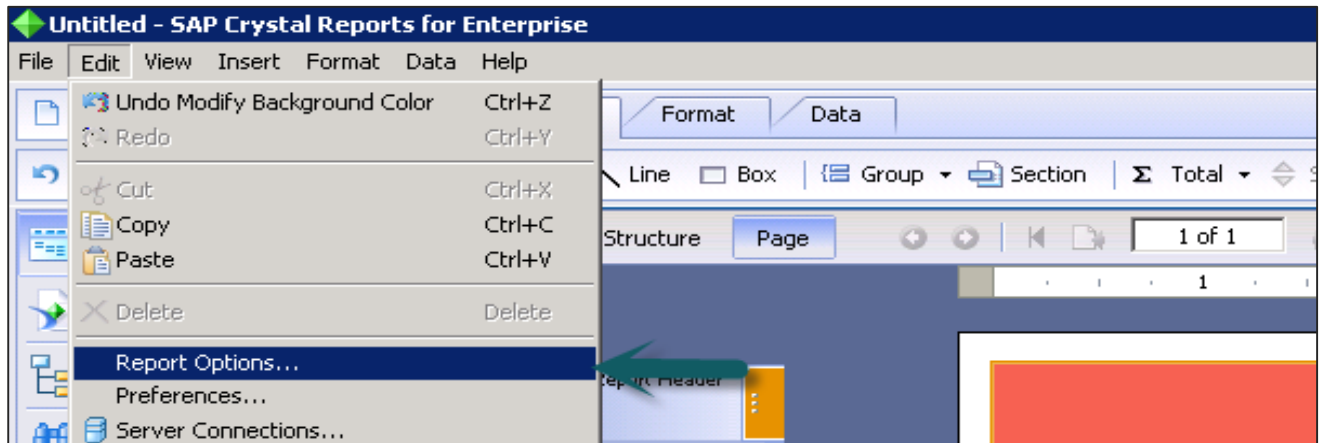 Untitled - SAP Crystal Reports for Enterprise
File Edit View Insert Format Data Help
Undo Modify Background Color Ctrl+Z
Format Data
Redo Ctrl+Y
Line Box Group Section Σ Total
Cut Ctrl+X
Copy Ctrl+C
Structure Page 1 of 1
Paste Ctrl+V
1
Delete Delete
Report Options...
Report Header
Preferences...
Server Connections...